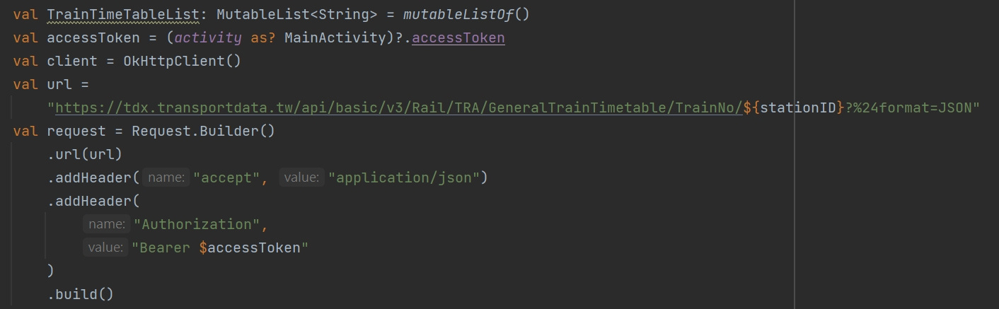 val TrainTimeTableList: MutableList<String> = mutableListOf()
val accessToken = (activity as? MainActivity)?.accessToken
val client = OkHttpClient()
val url =
    "https://tdx.transportdata.tw/api/basic/v3/Rail/TRA/GeneralTrainTimetable/TrainNo/${stationID}?%24format=JSON"
val request = Request.Builder()
    .url(url)
    .addHeader( name: "accept", value: "application/json")
    .addHeader(
        name: "Authorization",
        value: "Bearer $accessToken"
    )
    .build()